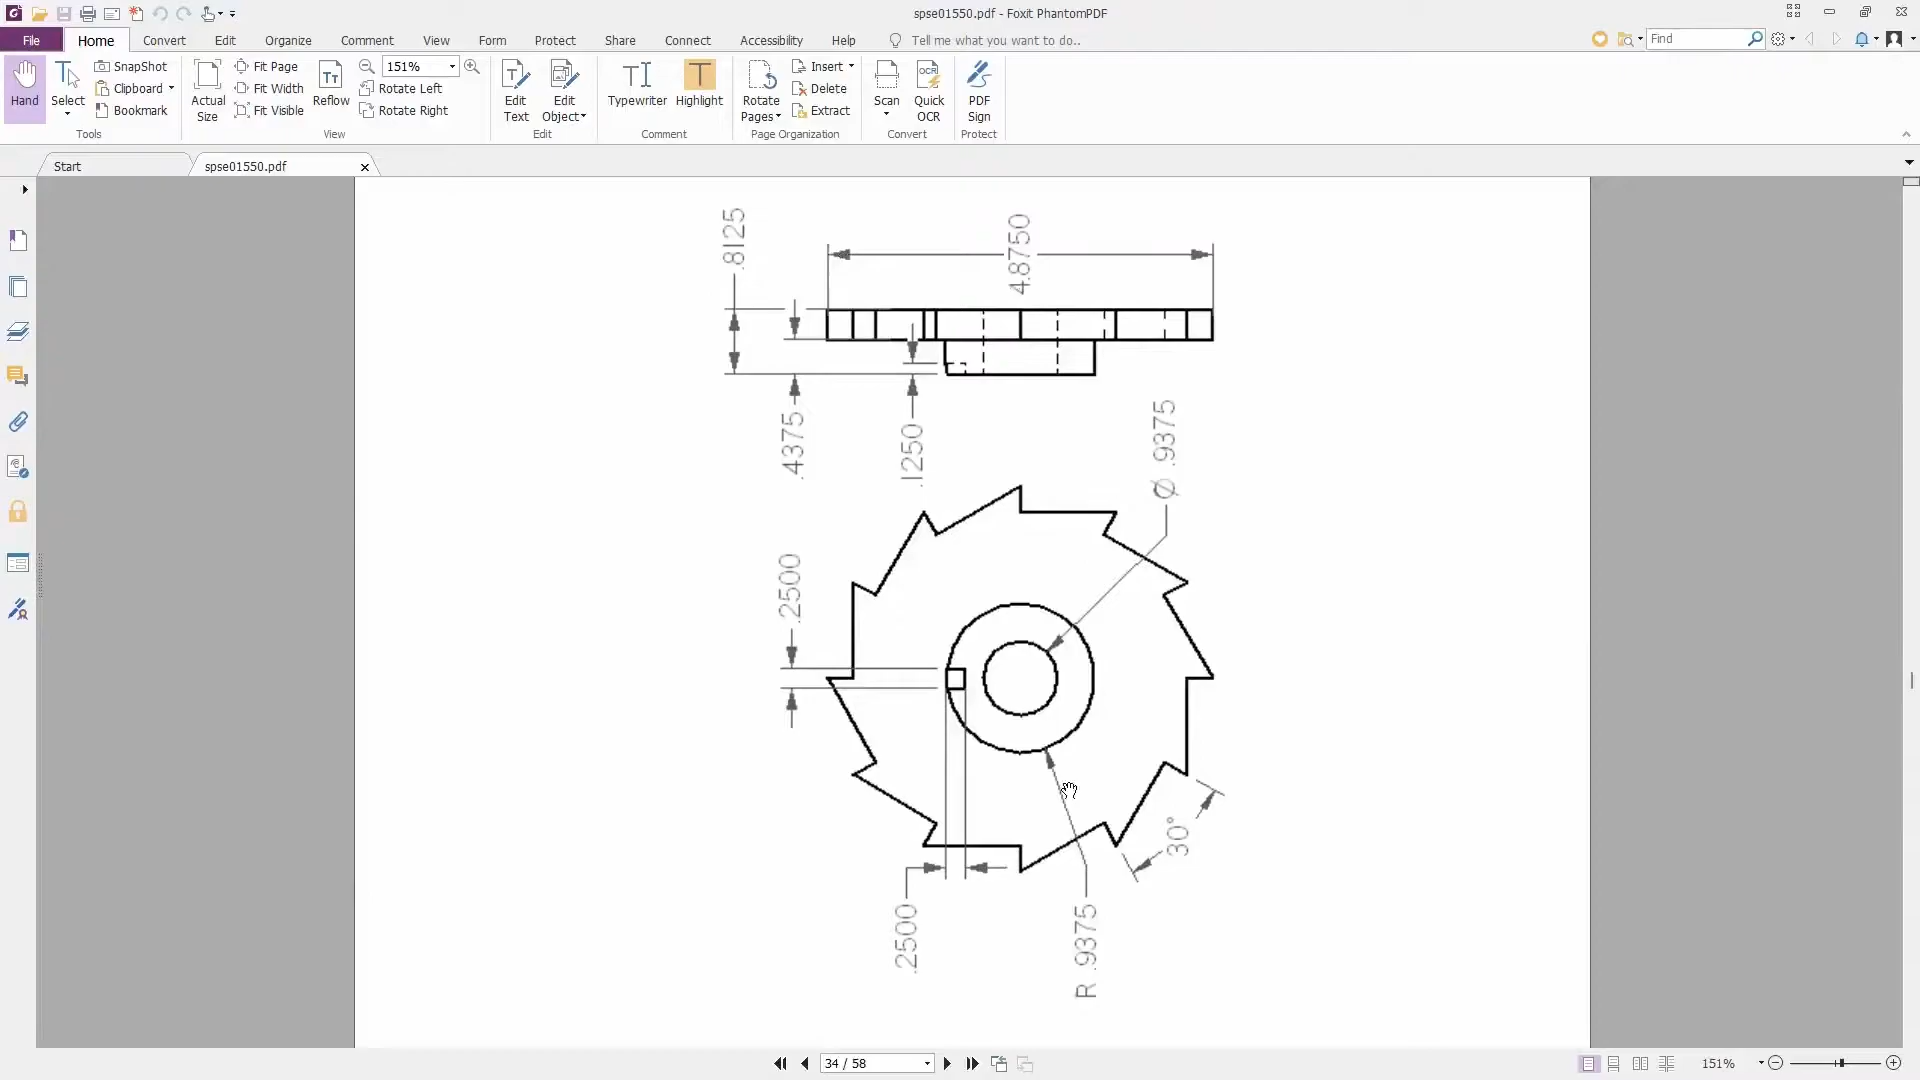 spse01550.pdf - Foxit PhantomPDF
File Home Convert Edit Organize Comment View Form Protect Share Connect Accessibility Help Tell me what you want to do.. Find
Hand
Select
SnapShot
Clipboard
Bookmark
Tools
Actual Size
Fit Page
Fit Width
Fit Visible
Reflow
151%
Rotate Left
Rotate Right
View
Edit Text
Edit Object
Edit
Typewriter
Highlight
Comment
Rotate Pages
Insert
Delete
Extract
Page Organization
Scan
OCR
Quick OCR
Convert
PDF Sign
Protect
Start
spse01550.pdf
.8125
4.8750
.4375
.1250
Ø .9375
.2500
30°
.2500
R .9375
34 / 58
151%